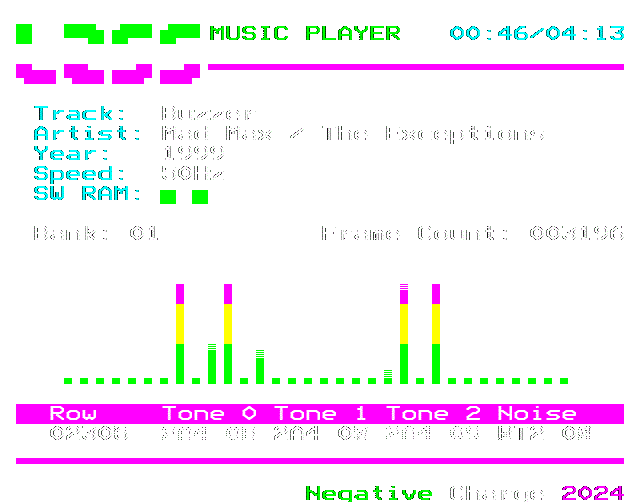 MUSIC PLAYER 00:46/04:13
Track: Buzzer
Artist: Mad Max / The Exceptions
Year: 1999
Speed: 50Hz
SW RAM:
Bank: 01 Frame Count: 003196
Row Tone 0 Tone 1 Tone 2 Noise
2A4
Negative Charge 2024